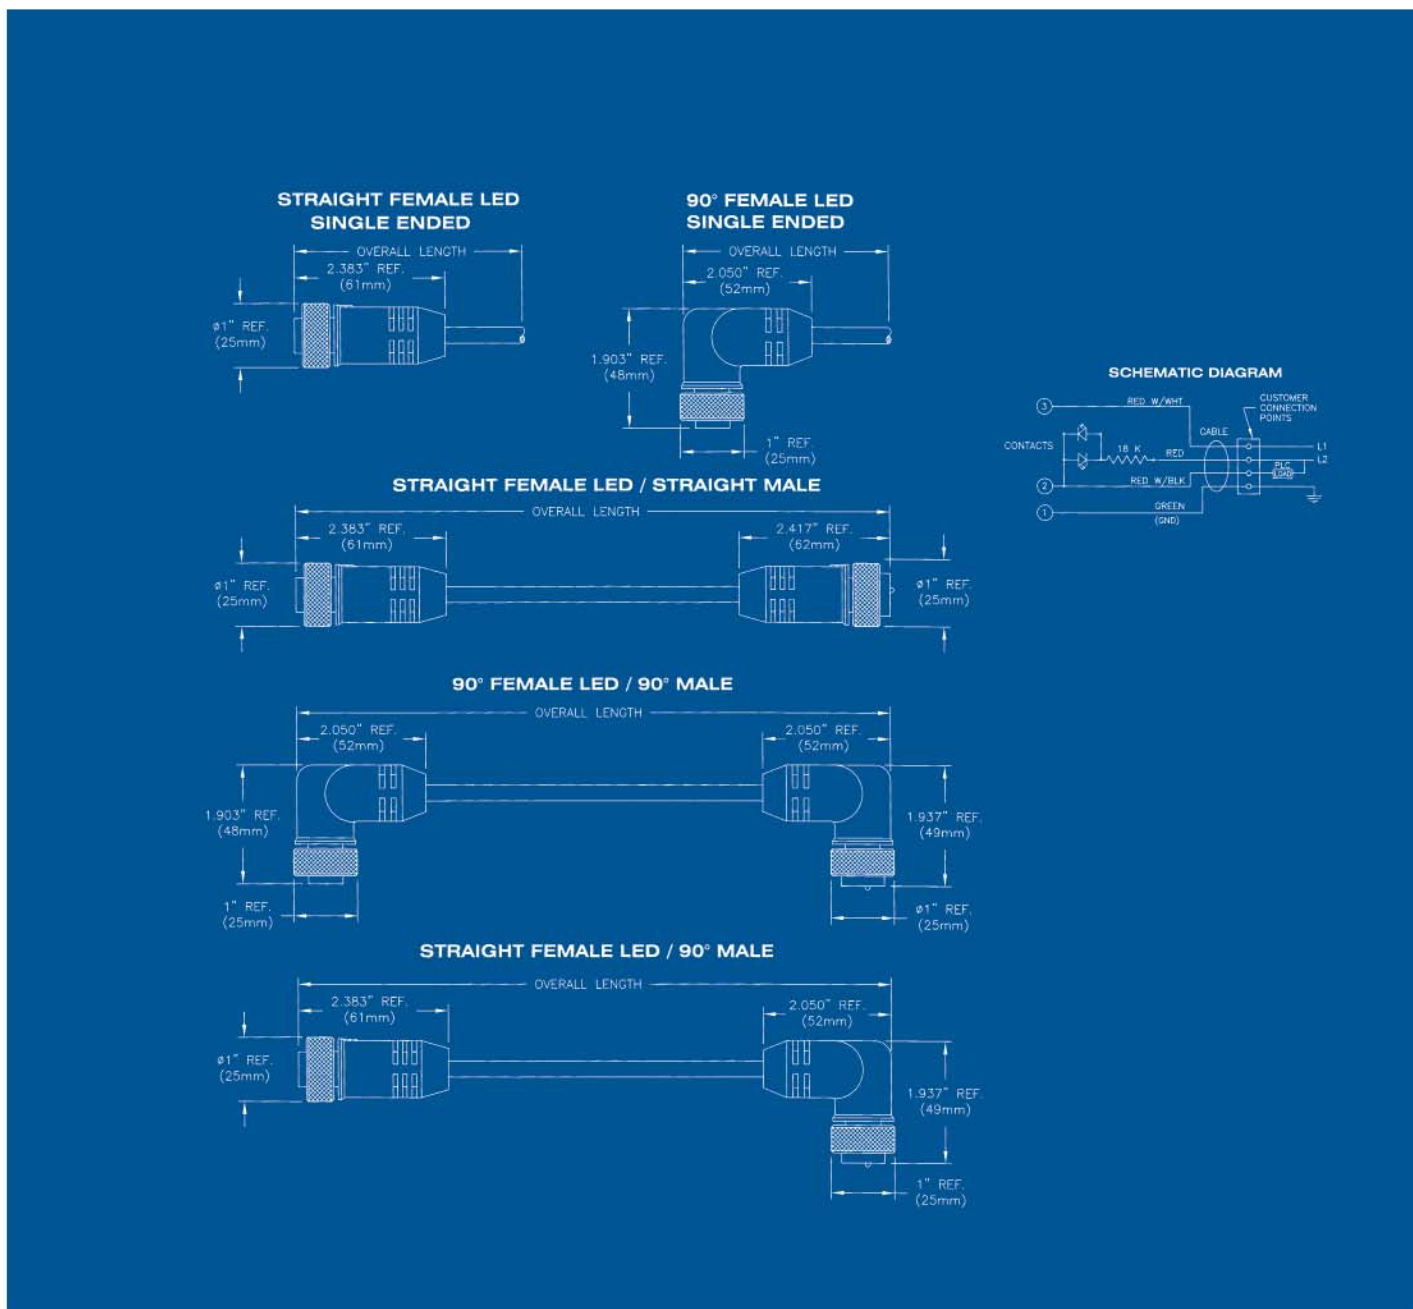 STRAIGHT FEMALE LED
SINGLE ENDED
OVERALL LENGTH
2.383" REF.
(61mm)
ø1" REF.
(25mm)
90° FEMALE LED
SINGLE ENDED
OVERALL LENGTH
2.050" REF.
(52mm)
1.903" REF.
(48mm)
1" REF.
(25mm)
SCHEMATIC DIAGRAM
3
RED W/WHT
CUSTOMER
CONNECTION
POINTS
CABLE
CONTACTS
18 K
RED
L1
L2
PLC
LOAD
2
RED W/BLK
1
GREEN
(GND)
STRAIGHT FEMALE LED / STRAIGHT MALE
OVERALL LENGTH
2.383" REF.
(61mm)
2.417" REF.
(62mm)
ø1" REF.
(25mm)
ø1" REF.
(25mm)
90° FEMALE LED / 90° MALE
OVERALL LENGTH
2.050" REF.
(52mm)
2.050" REF.
(52mm)
1.903" REF.
(48mm)
1.937" REF.
(49mm)
1" REF.
(25mm)
ø1" REF.
(25mm)
STRAIGHT FEMALE LED / 90° MALE
OVERALL LENGTH
2.383" REF.
(61mm)
2.050" REF.
(52mm)
ø1" REF.
(25mm)
1.937" REF.
(49mm)
1" REF.
(25mm)